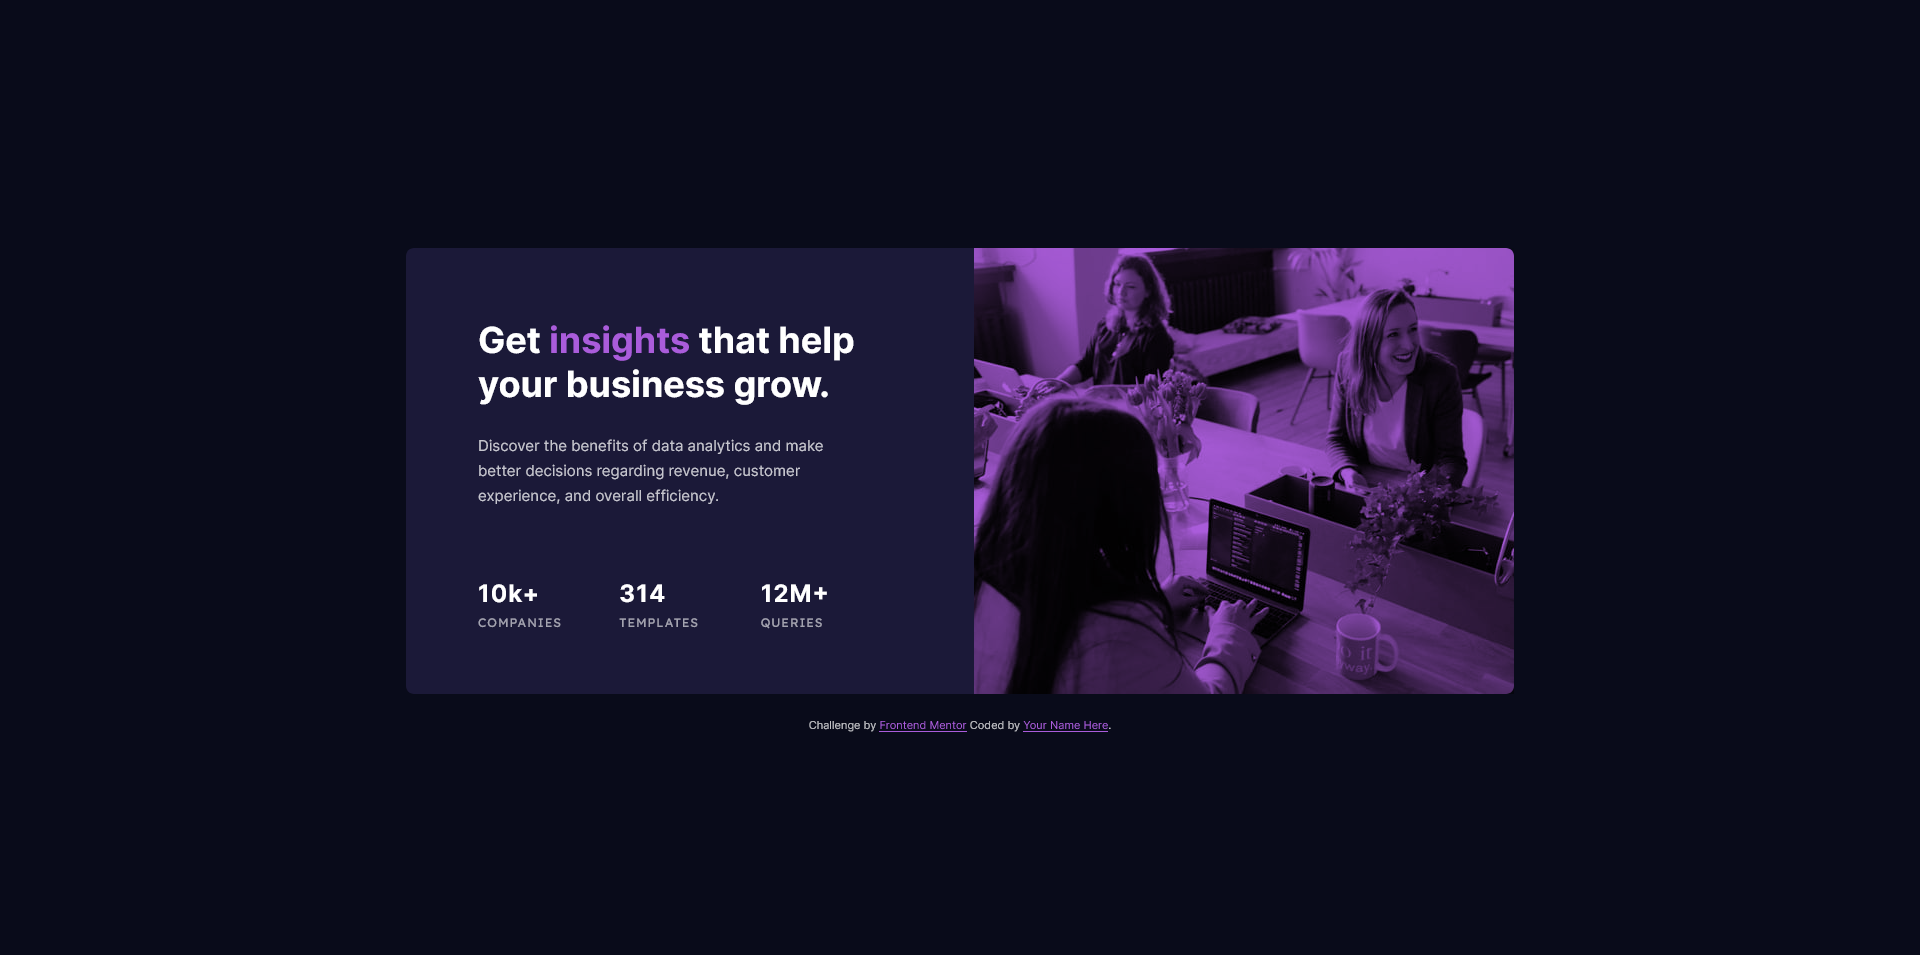 Get insights that help
your business grow.
Discover the benefits of data analytics and make
better decisions regarding revenue, customer
experience, and overall efficiency.
10k+ 314 12M+
COMPANIES TEMPLATES QUERIES
Challenge by Frontend Mentor Coded by Your Name Here.